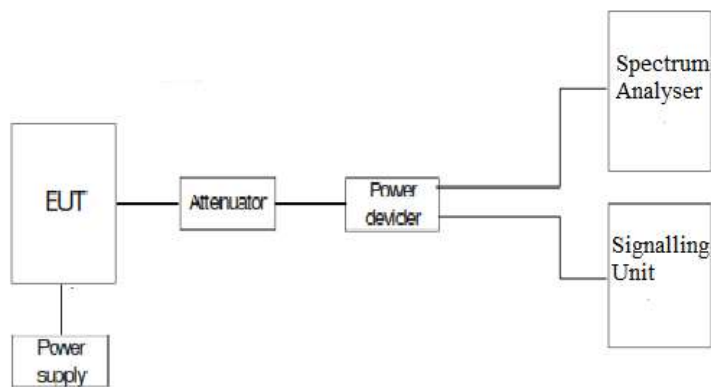 Spectrum
Analyser
EUT
Attenuator
Power
devider
Signalling
Unit
Power
supply